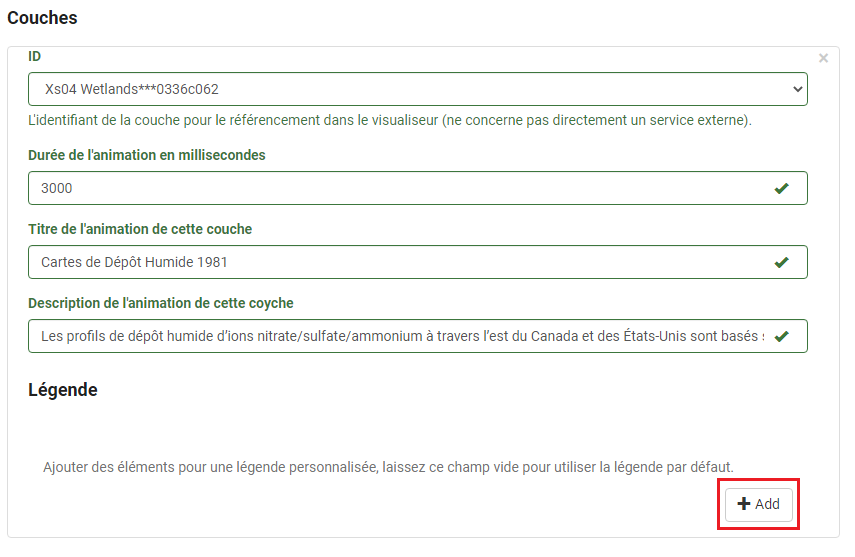 Couches
ID
Xs04 Wetlands***0336c062
L'identifiant de la couche pour le référencement dans le visualiseur (ne concerne pas directement un service externe).
Durée de l'animation en millisecondes
3000
Titre de l'animation de cette couche
Cartes de Dépôt Humide 1981
Description de l'animation de cette coyche
Les profils de dépôt humide d’ions nitrate/sulfate/ammonium à travers l’est du Canada et des États-Unis sont basés
Légende
Ajouter des éléments pour une légende personnalisée, laissez ce champ vide pour utiliser la légende par défaut.
Add